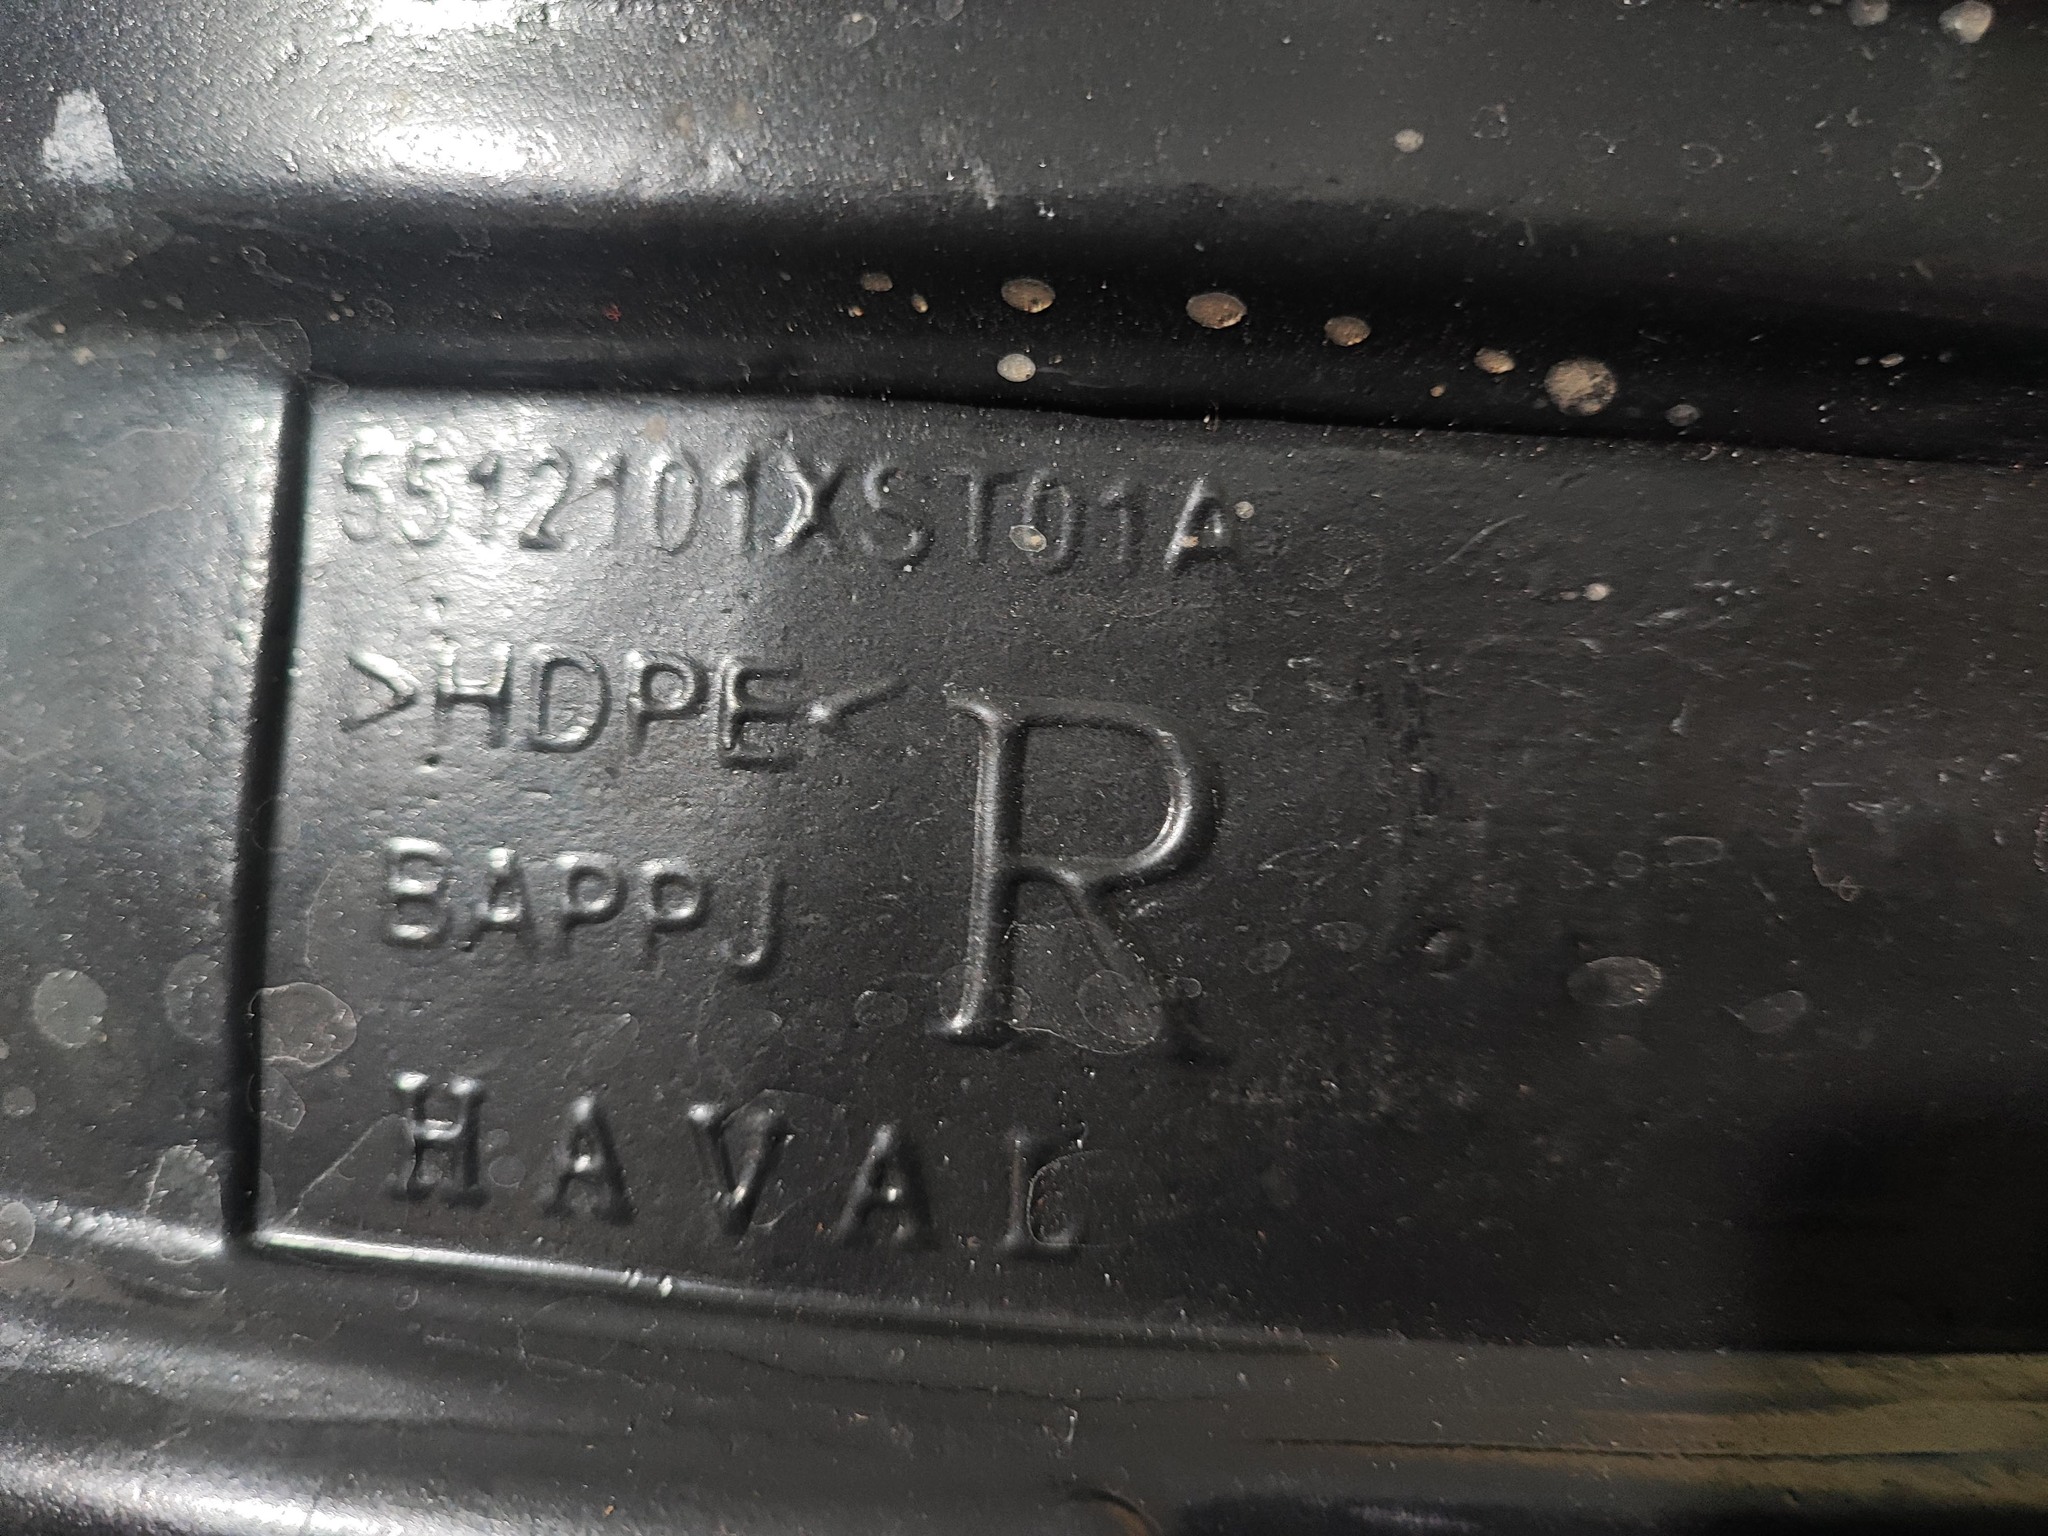 5512101XST01A
>HDPE<
R
BAPPJ
HAVAL